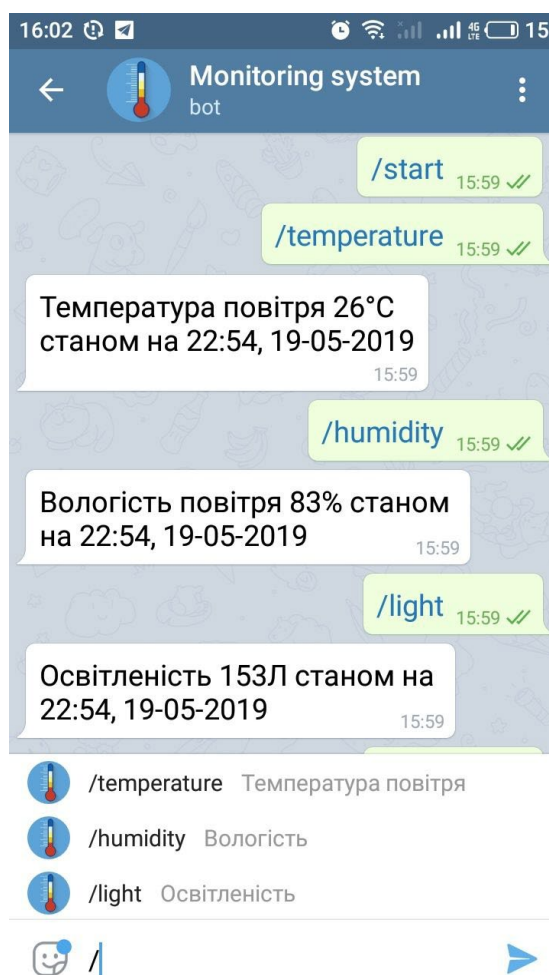 16:02 4G LTE 15
Monitoring system
bot
/start 15:59
/temperature 15:59
Температура повітря 26°C
станом на 22:54, 19-05-2019
15:59
/humidity 15:59
Вологість повітря 83% станом
на 22:54, 19-05-2019 15:59
/light 15:59
Освітленість 153Л станом на
22:54, 19-05-2019 15:59
/temperature Температура повітря
/humidity Вологість
/light Освітленість
/